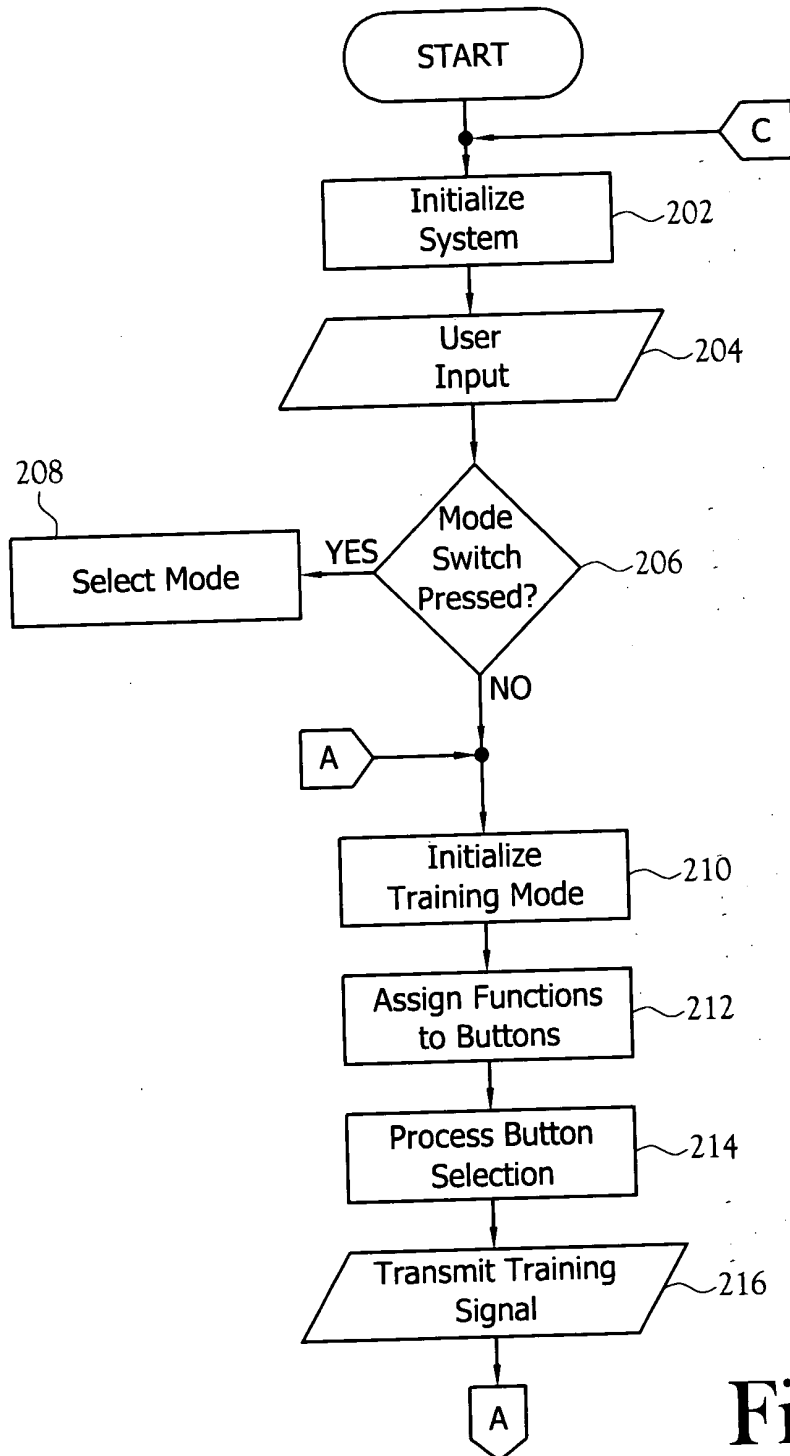 START
C
Initialize
System
202
User
Input
204
208
Mode
Switch
Pressed?
206
YES
Select Mode
NO
A
Initialize
Training Mode
210
Assign Functions
to Buttons
212
Process Button
Selection
214
Transmit Training
Signal
216
A
Fi